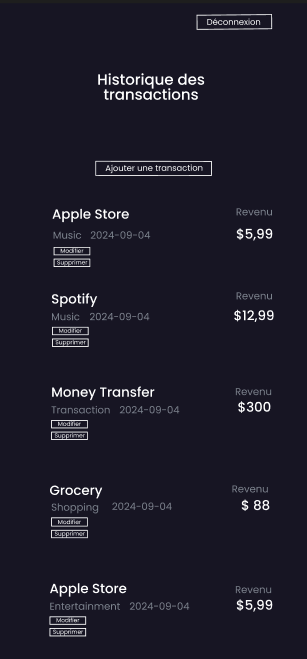 Déconnexion
Historique des
transactions
Ajouter une transaction
Apple Store
Revenu
Music 2024-09-04
$5,99
Modifier
Supprimer
Spotify
Revenu
Music 2024-09-04
$12,99
Modifier
Supprimer
Money Transfer
Revenu
Transaction 2024-09-04
$300
Modifier
Supprimer
Grocery
Revenu
Shopping 2024-09-04
$ 88
Modifier
Supprimer
Apple Store
Revenu
Entertainment 2024-09-04
$5,99
Modifier
Supprimer